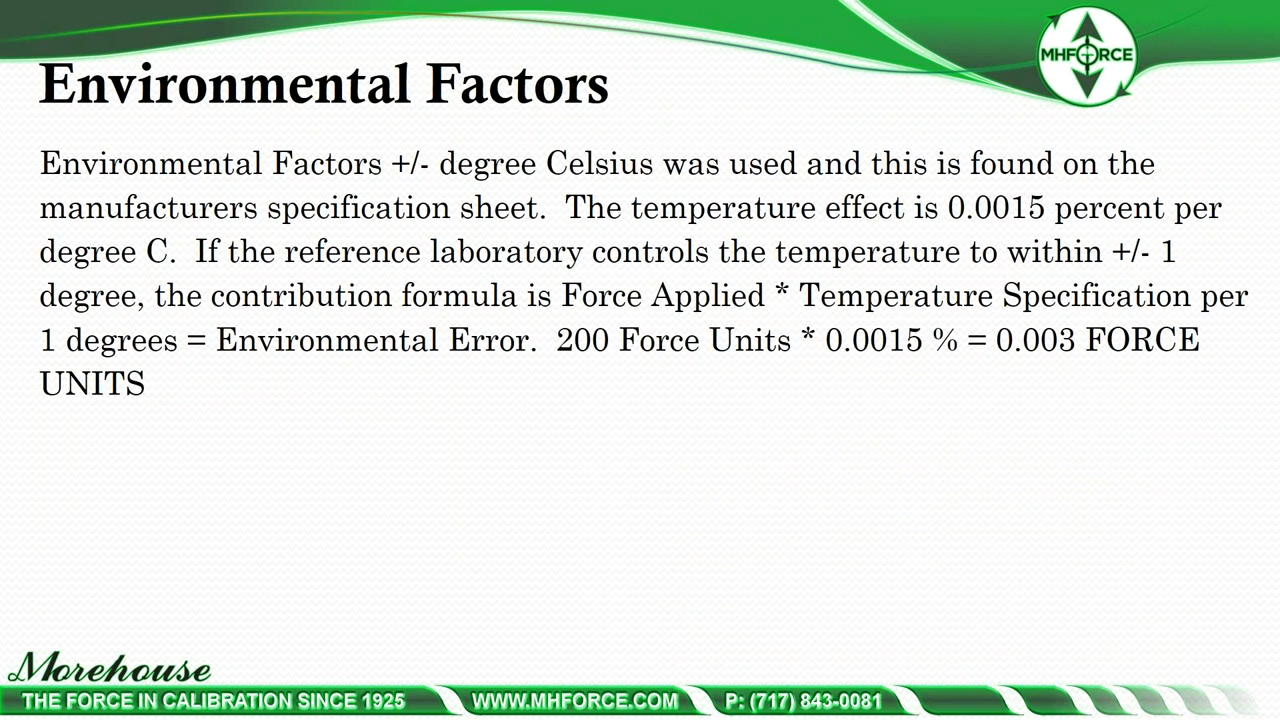 MHFORCE
Environmental Factors
Environmental Factors +/- degree Celsius was used and this is found on the
manufacturers specification sheet.  The temperature effect is 0.0015 percent per
degree C.  If the reference laboratory controls the temperature to within +/- 1
degree, the contribution formula is Force Applied * Temperature Specification per
1 degrees = Environmental Error.  200 Force Units * 0.0015 % = 0.003 FORCE
UNITS
Morehouse
THE FORCE IN CALIBRATION SINCE 1925 WWW.MHFORCE.COM P: (717) 843-0081